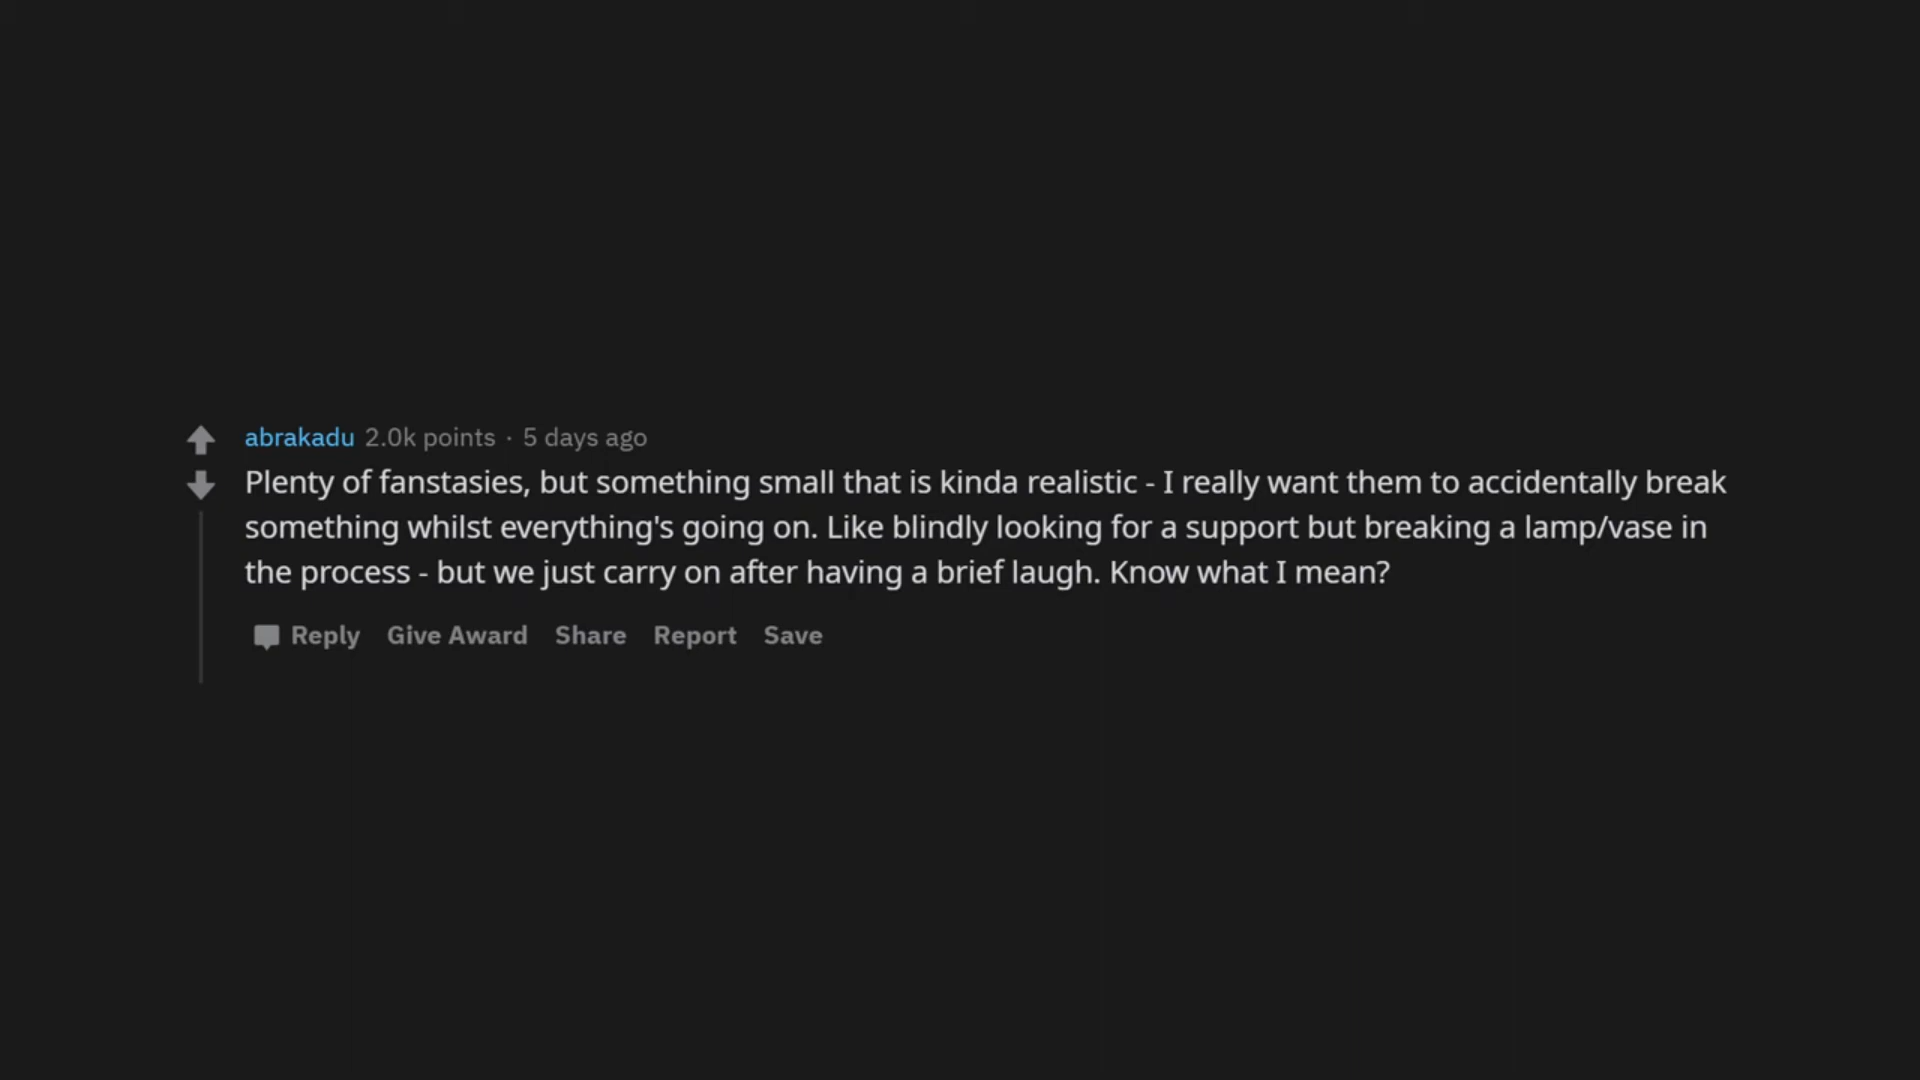 abrakadu 2.0k points · 5 days ago
Plenty of fanstasies, but something small that is kinda realistic - I really want them to accidentally break
something whilst everything's going on. Like blindly looking for a support but breaking a lamp/vase in
the process - but we just carry on after having a brief laugh. Know what I mean?
Reply Give Award Share Report Save